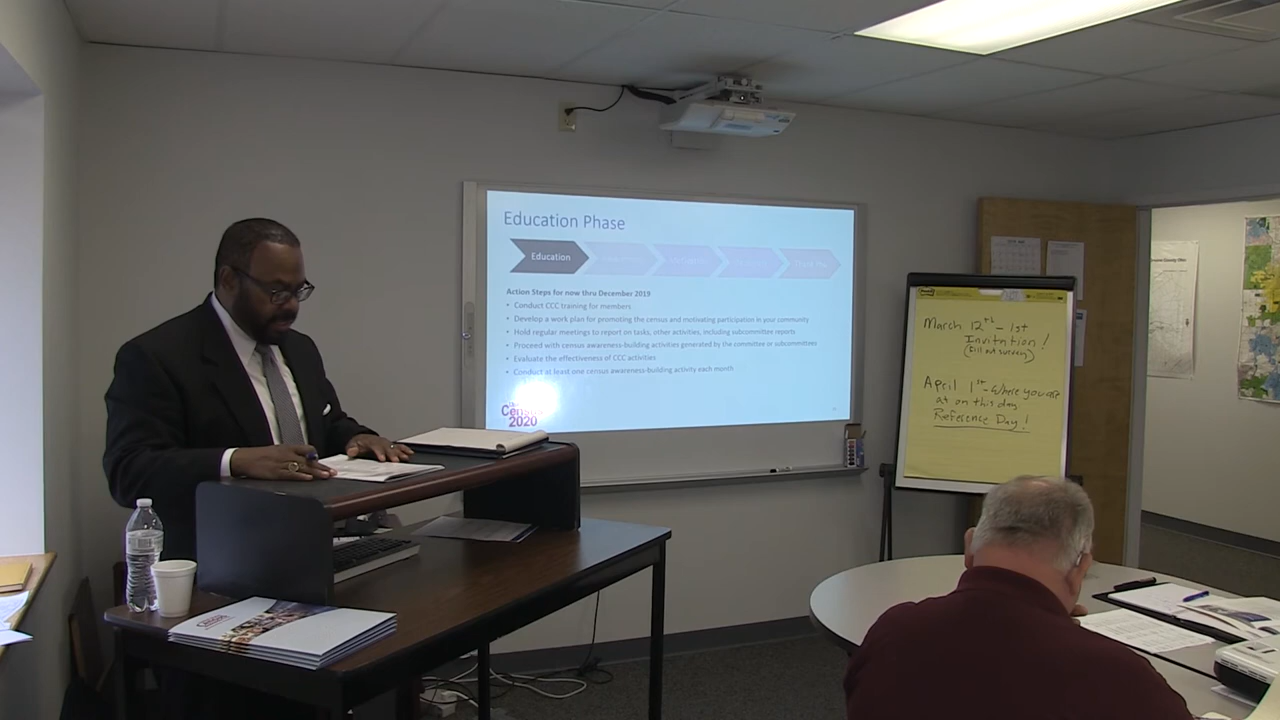 Education Phase
Education
Action Steps for now thru December 2019
• Conduct CCC training for members
• Develop a work plan for promoting the census and motivating participation in your community
• Hold regular meetings to report on tasks, other activities, including subcommittee reports
• Proceed with census awareness-building activities generated by the committee or subcommittees
• Evaluate the effectiveness of CCC activities
• Conduct at least one census awareness-building activity each month
Census
2020
March 12th - 1st
Invitation!
(fill out survey)
April 1st - Where you are
at on this day
Reference Day!